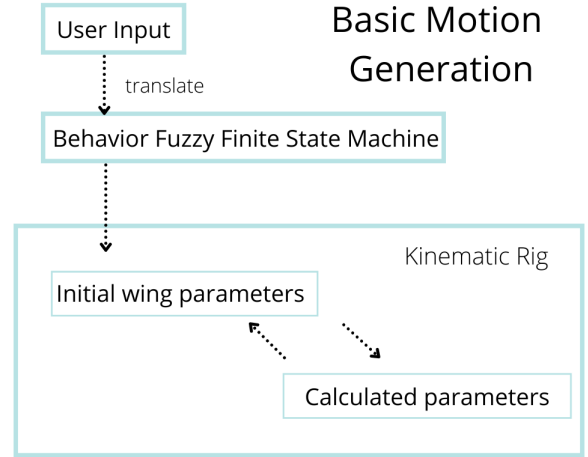 Basic Motion
Generation
User Input
translate
Behavior Fuzzy Finite State Machine
Kinematic Rig
Initial wing parameters
Calculated parameters